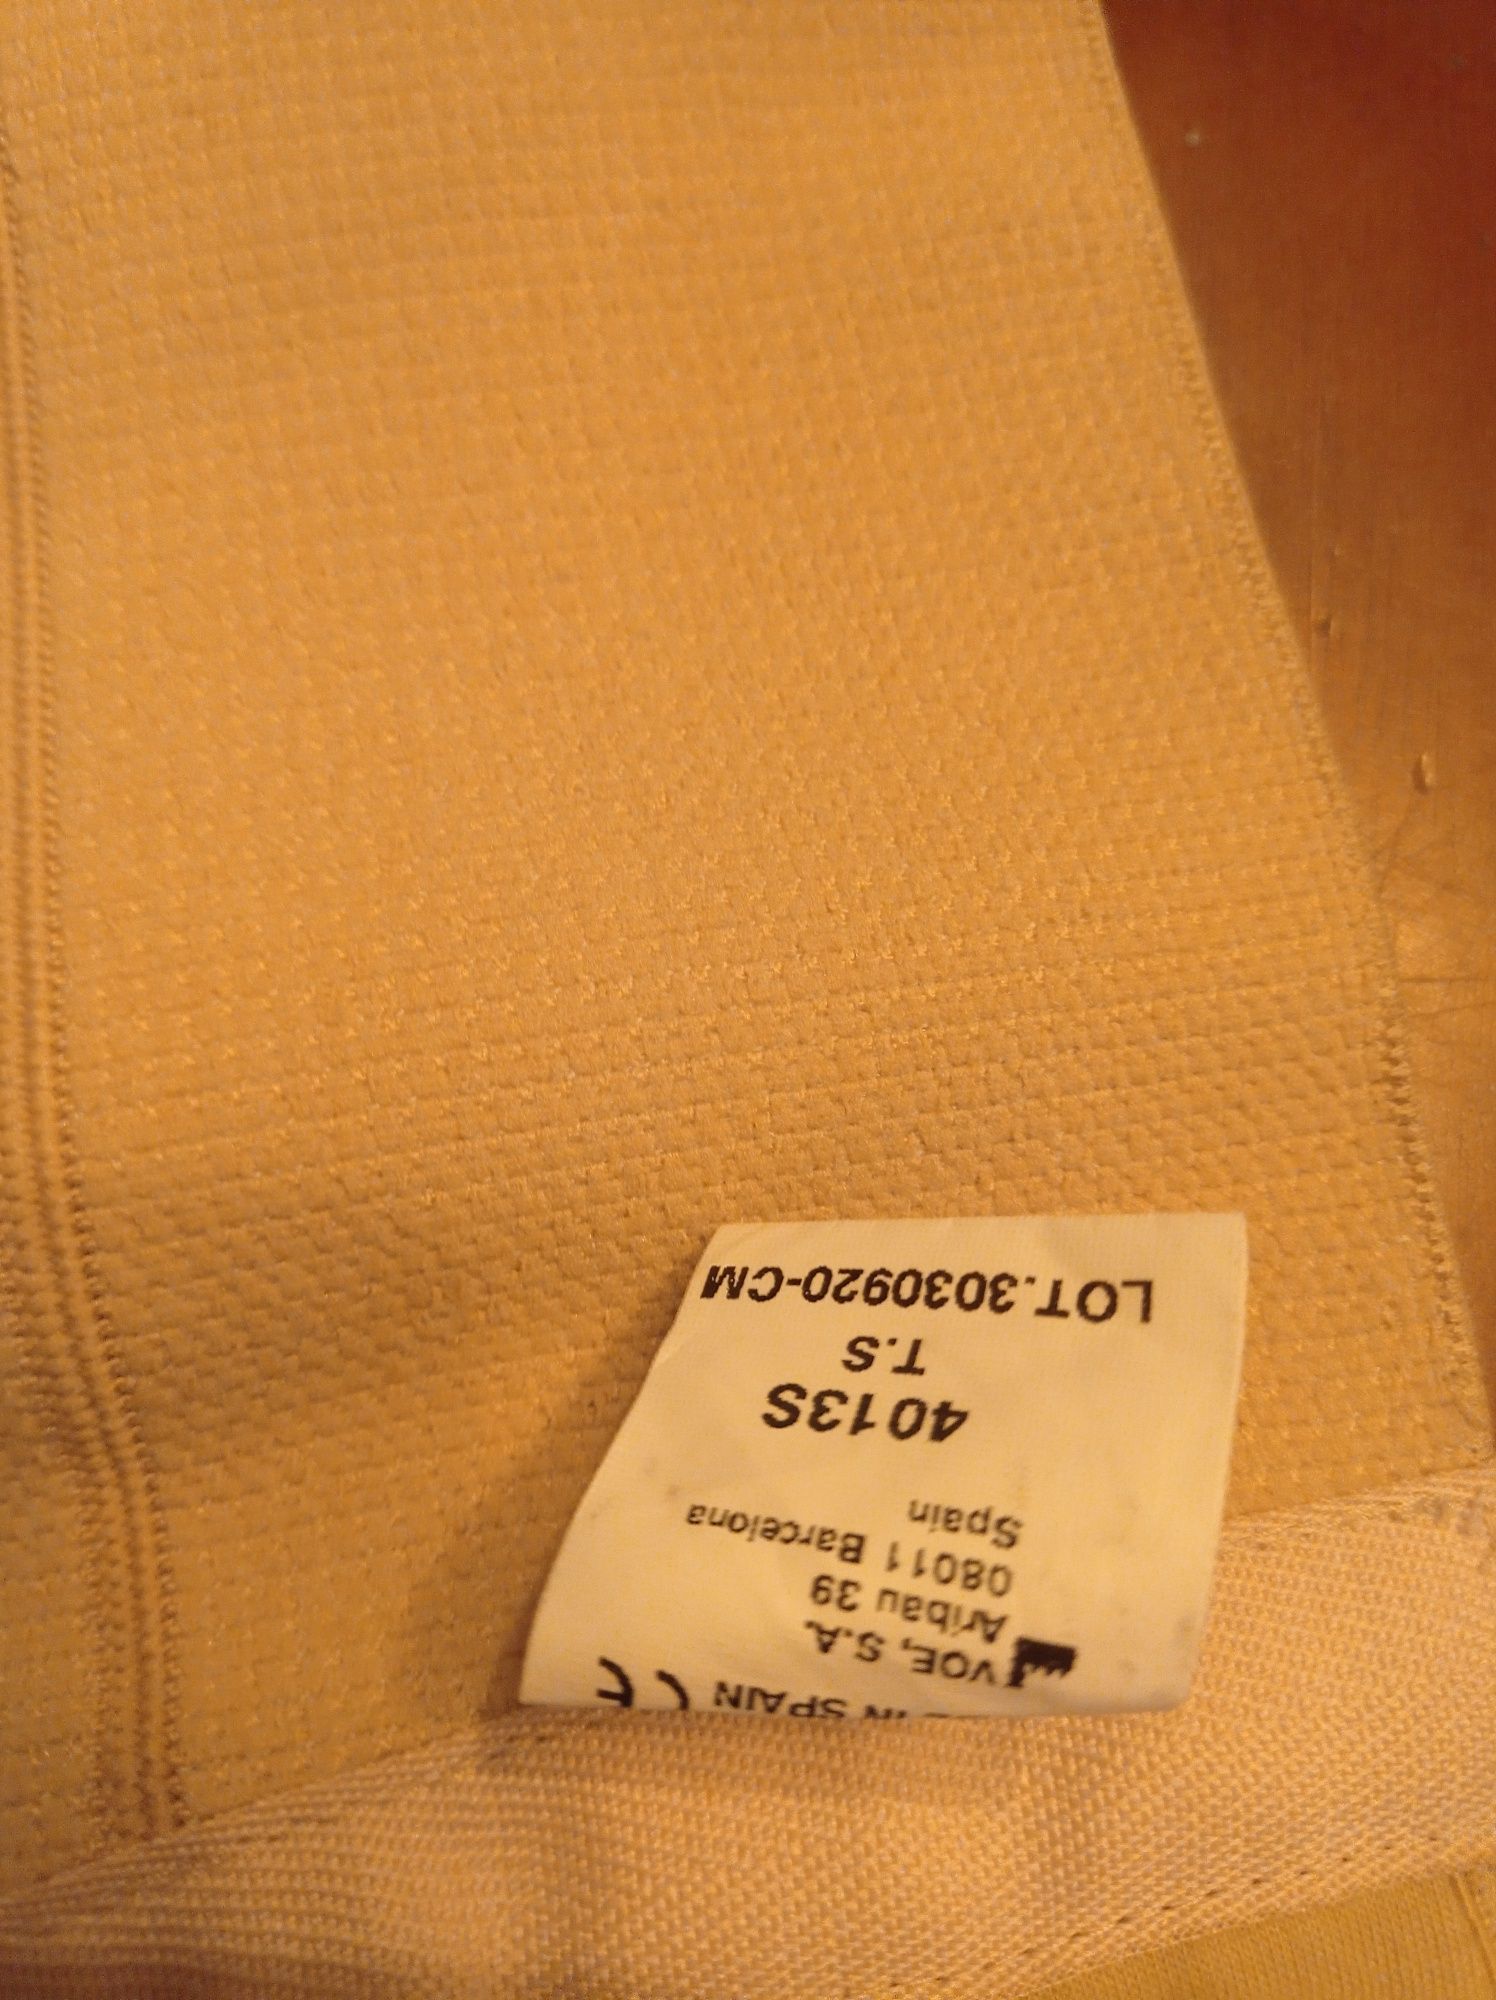 IN SPAIN CE
VOE, S.A.
Aribau 39
08011 Barcelona
Spain
4013S
T.S
LOT.3030920-CM